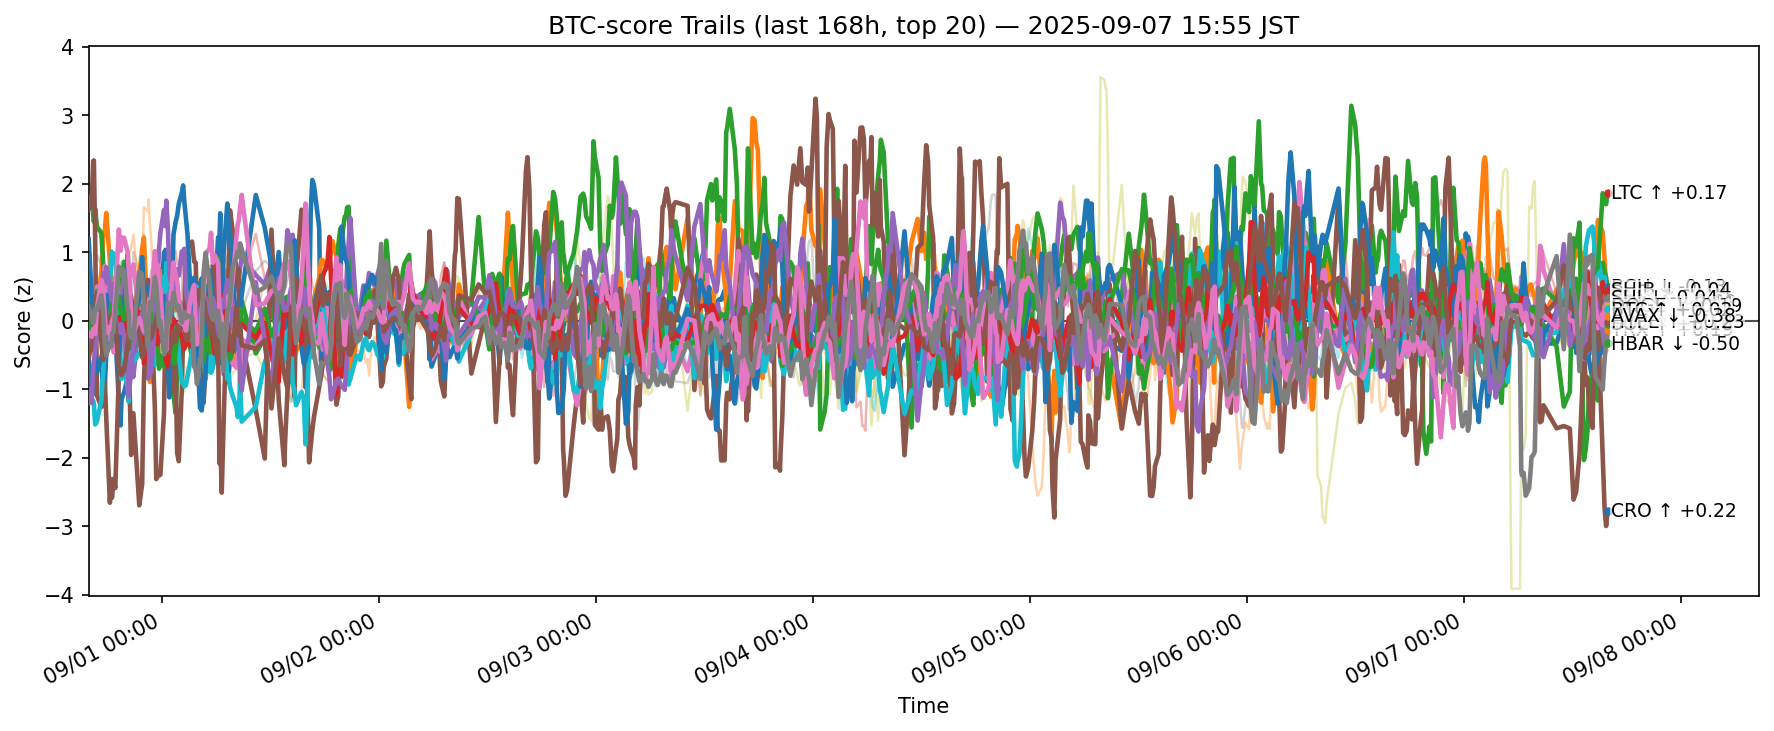 BTC-score Trails (last 168h, top 20) — 2025-09-07 15:55 JST
Score (z)
4
3
2
1
0
−1
−2
−3
−4
LTC ↑ +0.17
AVAX ↓ -0.38
HBAR ↓ -0.50
CRO ↑ +0.22
09/01 00:00
09/02 00:00
09/03 00:00
09/04 00:00
09/05 00:00
09/06 00:00
09/07 00:00
09/08 00:00
Time